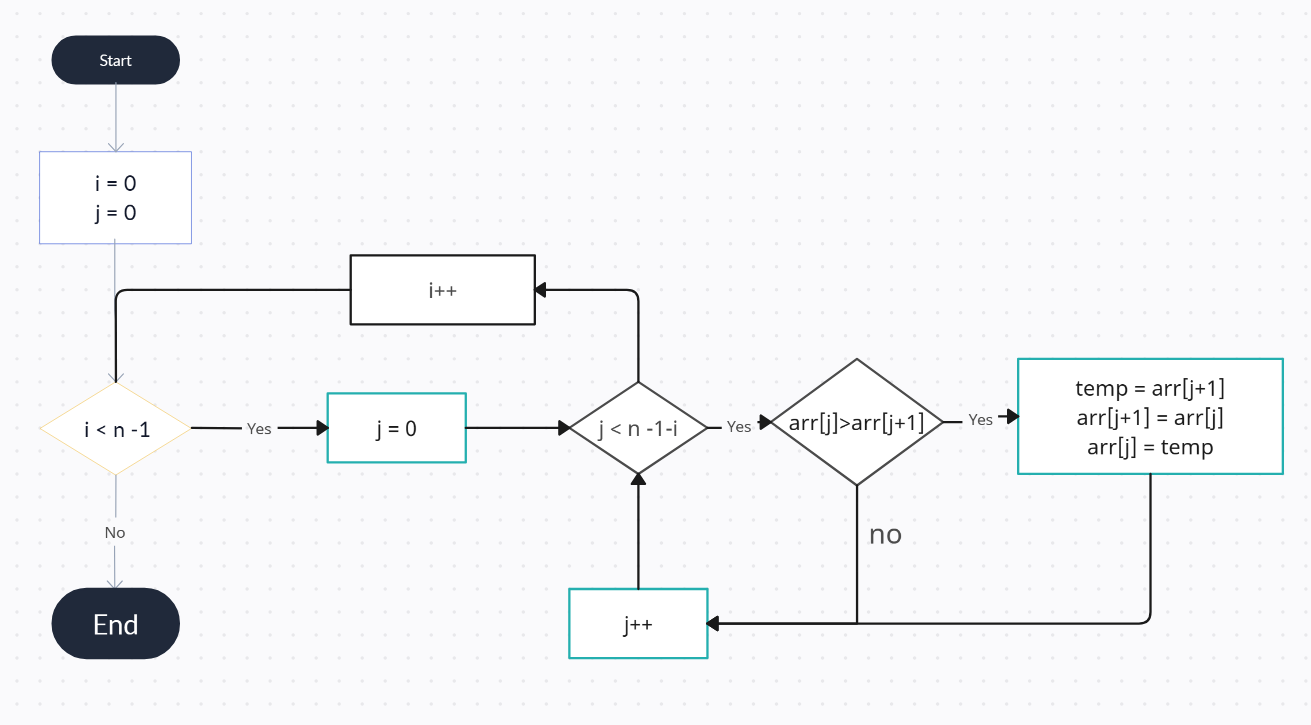 Start
i = 0
j = 0
i++
i < n -1
Yes
j = 0
j < n -1-i
Yes
arr[j]>arr[j+1]
Yes
temp = arr[j+1]
arr[j+1] = arr[j]
arr[j] = temp
No
no
End
j++